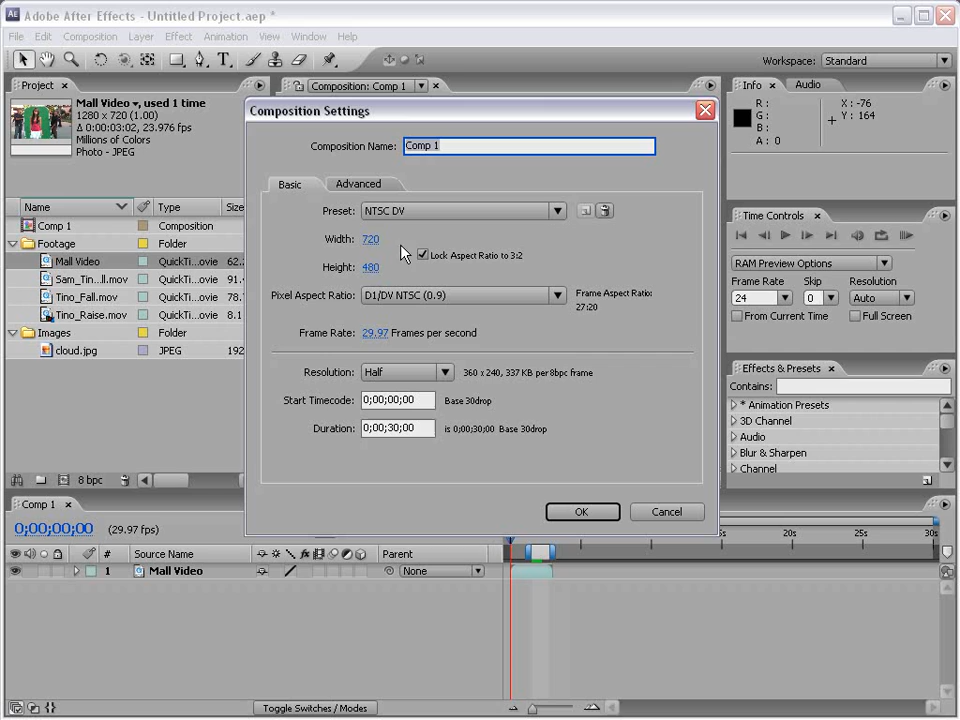 Adobe After Effects - Untitled Project.aep *
File Edit Composition Layer Effect Animation View Window Help
Workspace: Standard
Project
Composition: Comp 1
Info Audio
Mall Video, used 1 time
1280 x 720 (1.00)
Δ 0:00:03:02, 23.976 fps
Millions of Colors
Photo - JPEG
R :
G :
B :
A : 0
X : -76
Y : 164
Name Type Size
Comp 1 Composition
Footage Folder
Mall Video QuickTi...ovie 62.
Sam_Tin...ll.mov QuickTi...ovie 279.
Tino_Fall.mov QuickTi...ovie 78.
Tino_Raise.mov QuickTi...ovie 8.1
Images Folder
cloud.jpg JPEG 192
8 bpc
Composition Settings
Composition Name: Comp 1
Basic Advanced
Preset: NTSC DV
Width: 720
Lock Aspect Ratio to 3:2
Height: 480
Pixel Aspect Ratio: D1/DV NTSC (0.9)
Frame Aspect Ratio:
27:20
Frame Rate: 29.97 Frames per second
Resolution: Half 360 x 240, 337 KB per 8bpc frame
Start Timecode: 0;00;00;00 Base 30drop
Duration: 0;00;30;00 is 0;00;30;00 Base 30drop
OK Cancel
Time Controls
RAM Preview Options
Frame Rate Skip Resolution
24 0 Auto
From Current Time Full Screen
Effects & Presets
Contains:
* Animation Presets
3D Channel
Audio
Blur & Sharpen
Channel
Comp 1
0;00;00;00 (29.97 fps)
20s 25s 30s
# Source Name Parent
1 Mall Video None
Toggle Switches / Modes